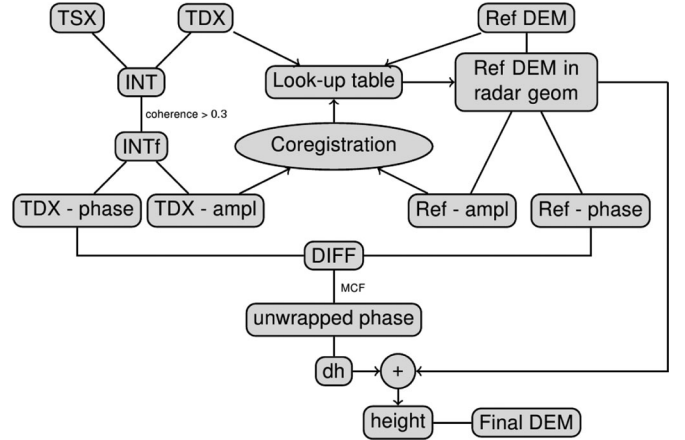 TSX
TDX
Ref DEM
INT
Look-up table
Ref DEM in
radar geom
coherence > 0.3
INTf
Coregistration
TDX - phase
TDX - ampl
Ref - ampl
Ref - phase
DIFF
MCF
unwrapped phase
dh
+
height
Final DEM